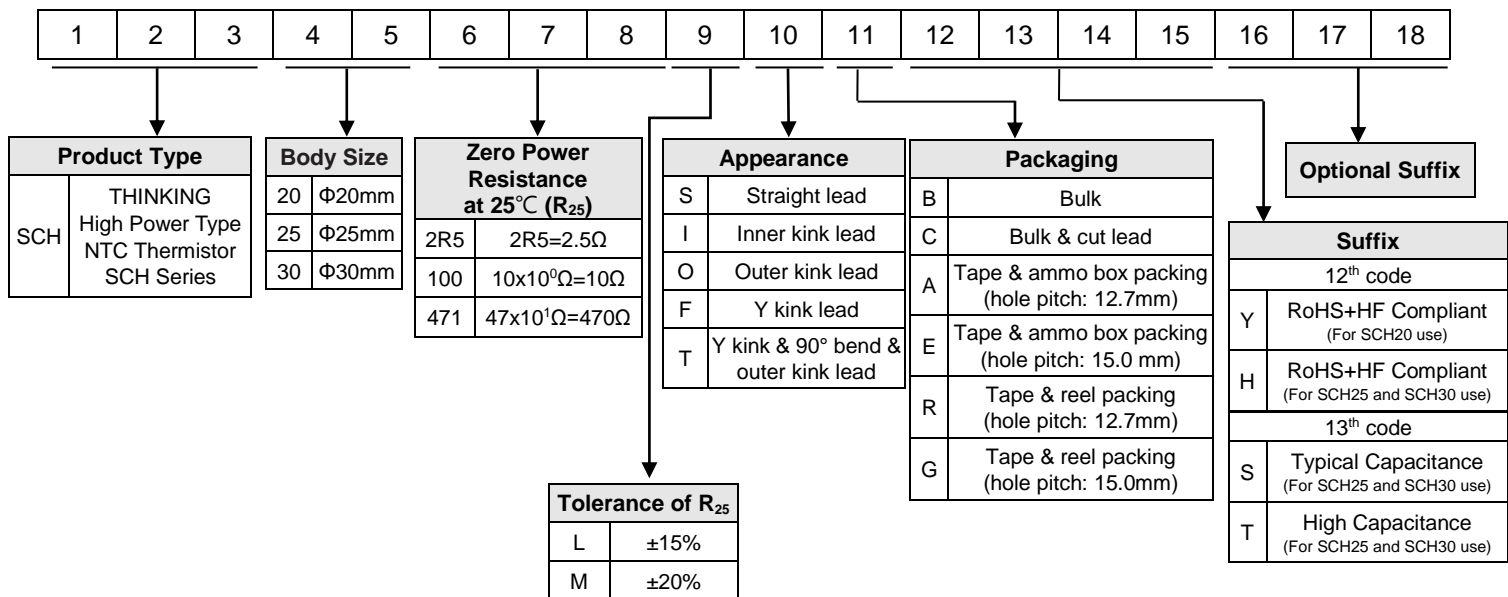 1 2 3 4 5 6 7 8 9 10 11 12 13 14 15 16 17 18
Product Type
SCH
THINKING
High Power Type
NTC Thermistor
SCH Series
Body Size
20 Φ20mm
25 Φ25mm
30 Φ30mm
Zero Power
Resistance
at 25℃ (R₂₅)
2R5 2R5=2.5Ω
100 10x10⁰Ω=10Ω
471 47x10¹Ω=470Ω
Tolerance of R₂₅
L ±15%
M ±20%
Appearance
S Straight lead
I Inner kink lead
O Outer kink lead
F Y kink lead
T
Y kink & 90° bend &
outer kink lead
Packaging
B Bulk
C Bulk & cut lead
A
Tape & ammo box packing
(hole pitch: 12.7mm)
E
Tape & ammo box packing
(hole pitch: 15.0 mm)
R
Tape & reel packing
(hole pitch: 12.7mm)
G
Tape & reel packing
(hole pitch: 15.0mm)
Optional Suffix
Suffix
12ᵗʰ code
Y
RoHS+HF Compliant
(For SCH20 use)
H
RoHS+HF Compliant
(For SCH25 and SCH30 use)
13ᵗʰ code
S
Typical Capacitance
(For SCH25 and SCH30 use)
T
High Capacitance
(For SCH25 and SCH30 use)